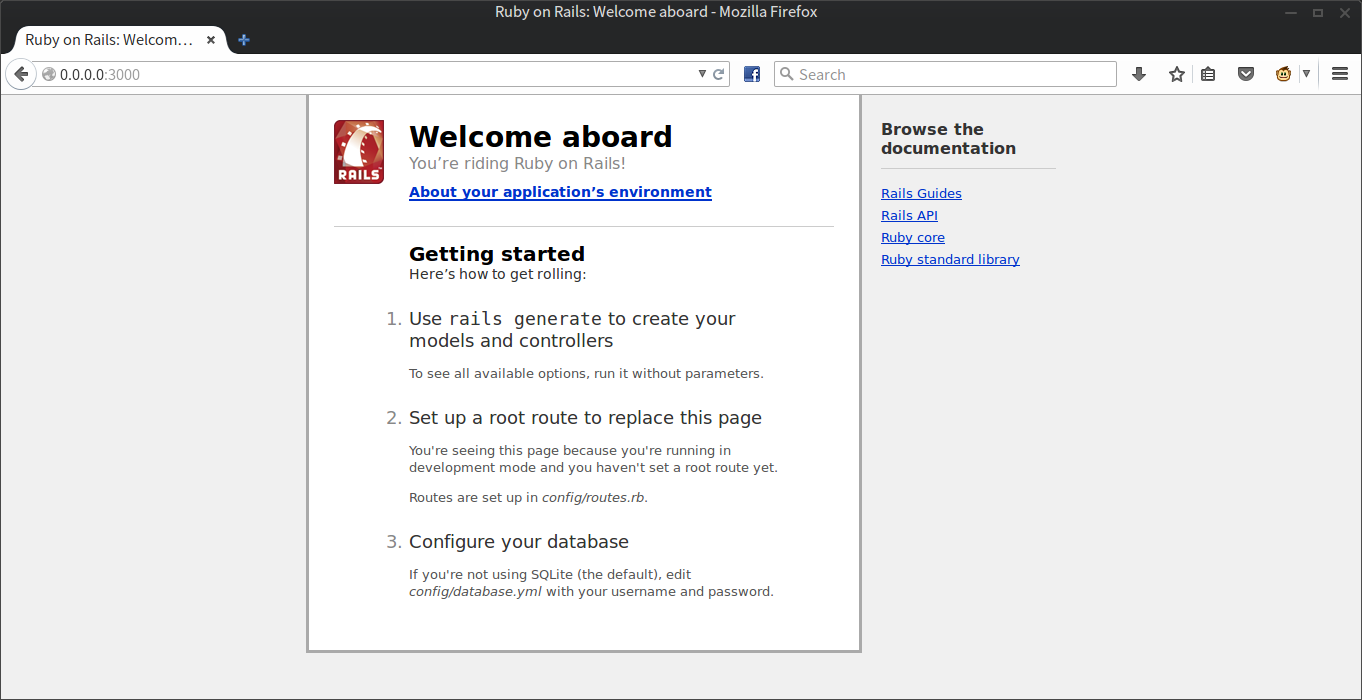 Ruby on Rails: Welcome aboard - Mozilla Firefox
Ruby on Rails: Welcom...
0.0.0.0:3000
Search
RAILS
Welcome aboard
You’re riding Ruby on Rails!
About your application’s environment
Getting started
Here’s how to get rolling:
1. Use rails generate to create your
models and controllers
To see all available options, run it without parameters.
2. Set up a root route to replace this page
You're seeing this page because you're running in
development mode and you haven't set a root route yet.
Routes are set up in config/routes.rb.
3. Configure your database
If you're not using SQLite (the default), edit
config/database.yml with your username and password.
Browse the
documentation
Rails Guides
Rails API
Ruby core
Ruby standard library